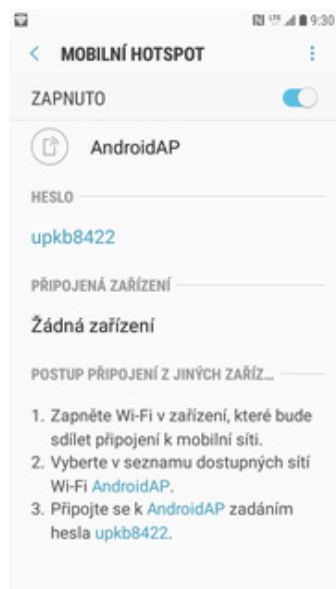 LTE 9:30
MOBILNÍ HOTSPOT
ZAPNUTO
AndroidAP
HESLO
upkb8422
PŘIPOJENÁ ZAŘÍZENÍ
Žádná zařízení
POSTUP PŘIPOJENÍ Z JINÝCH ZAŘÍZ...
1. Zapněte Wi-Fi v zařízení, které bude
sdílet připojení k mobilní síti.
2. Vyberte v seznamu dostupných sítí
Wi-Fi AndroidAP.
3. Připojte se k AndroidAP zadáním
hesla upkb8422.